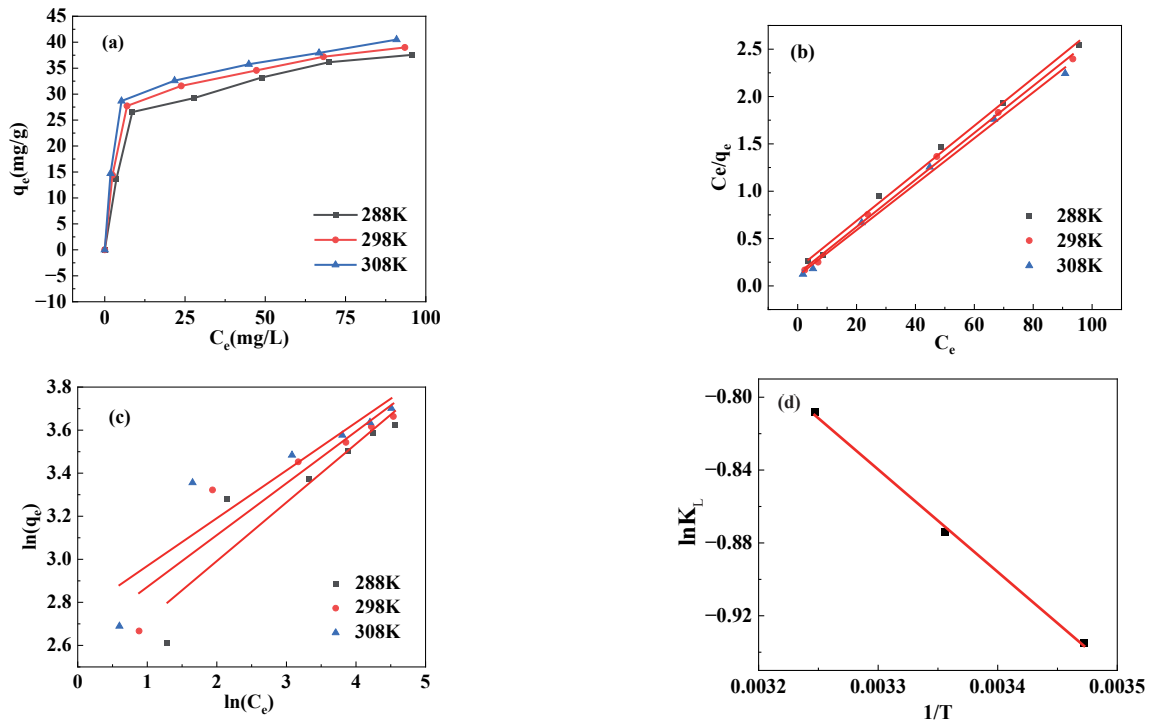 (a)
45
40
35
30
25
20
15
10
5
0
−5
−10
qₑ(mg/g)
288K
298K
308K
0 25 50 75 100
Cₑ(mg/L)
(b)
2.5
2.0
1.5
1.0
0.5
0.0
Ce/qₑ
288K
298K
308K
0 20 40 60 80 100
Cₑ
(c)
3.8
3.6
3.4
3.2
3.0
2.8
2.6
ln(qₑ)
288K
298K
308K
0 1 2 3 4 5
ln(Cₑ)
(d)
−0.80
−0.84
−0.88
−0.92
lnK_L
0.0032 0.0033 0.0034 0.0035
1/T